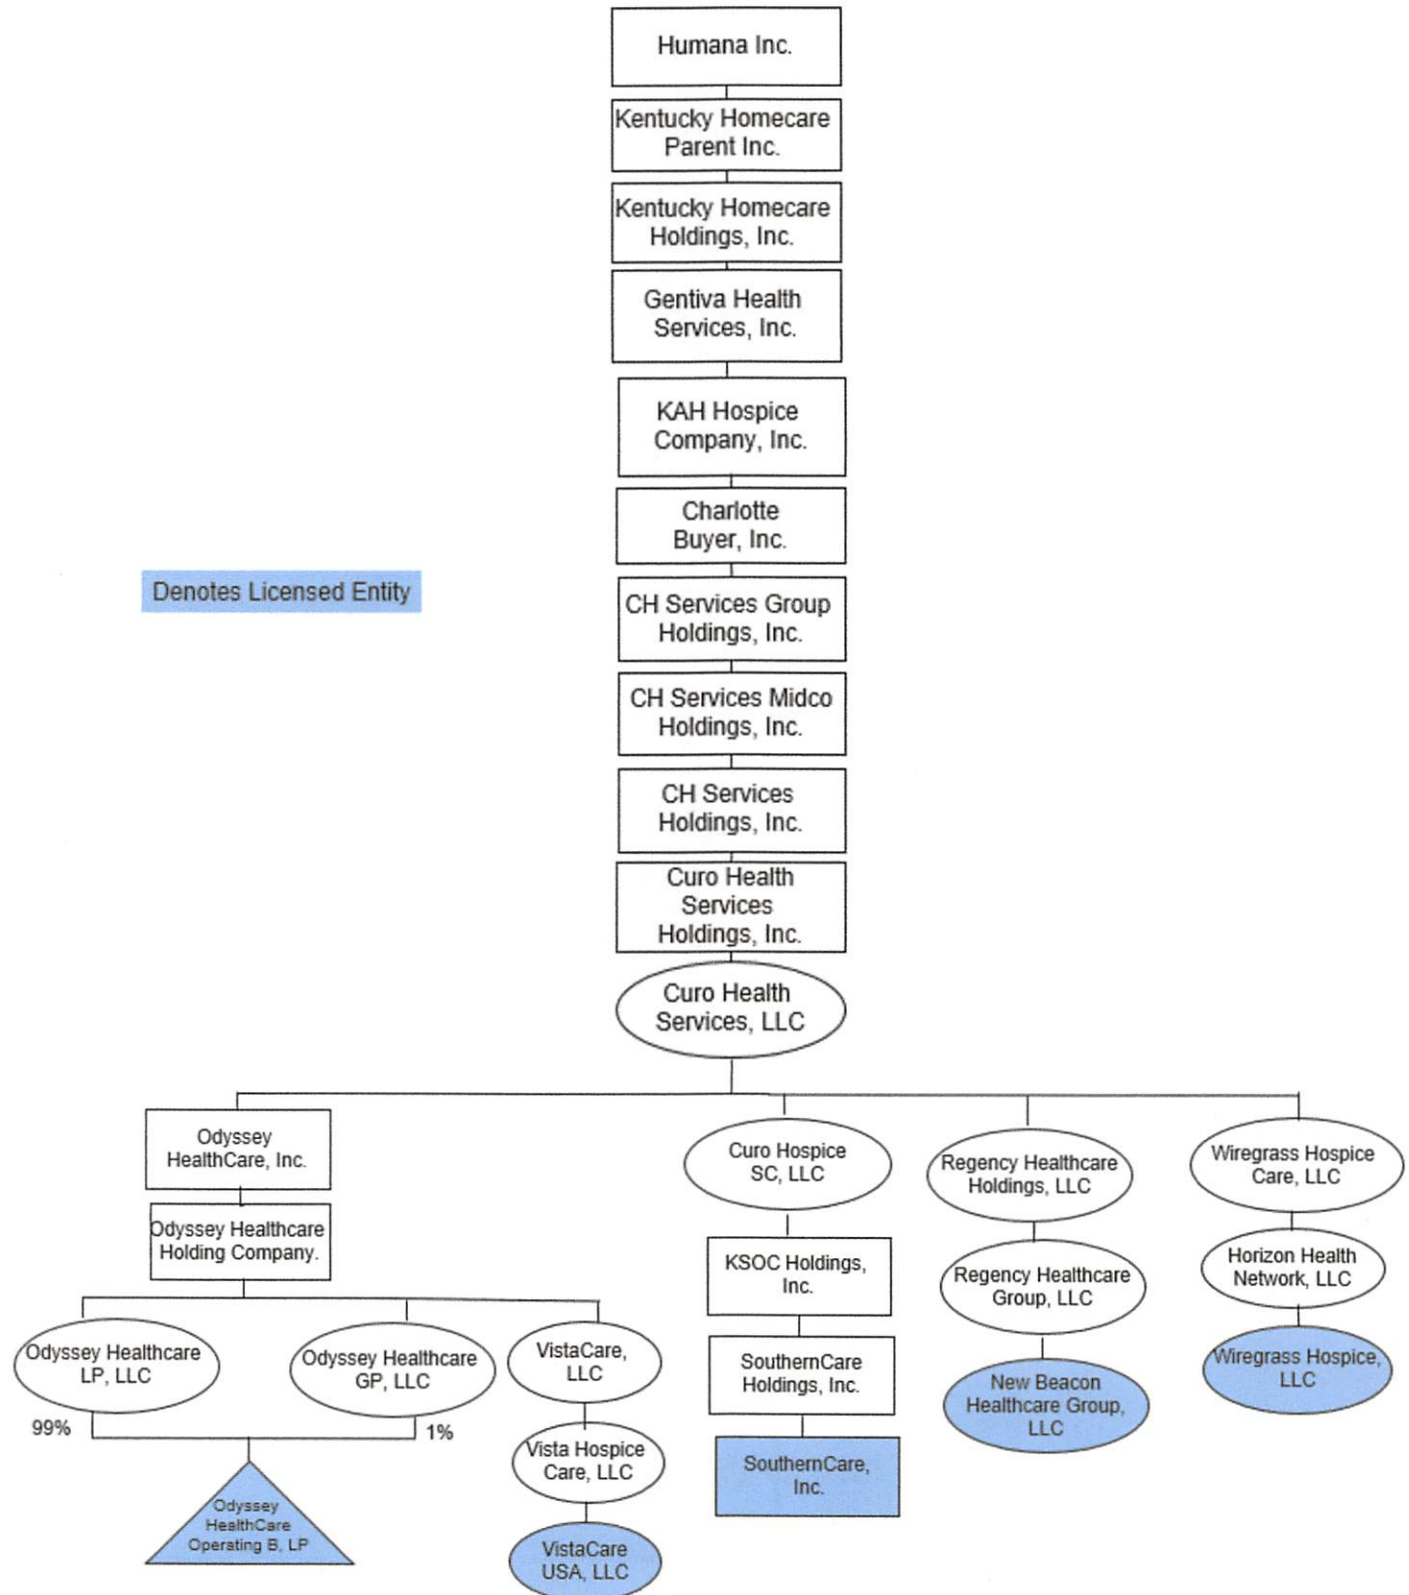 Humana Inc.
Kentucky Homecare
Parent Inc.
Kentucky Homecare
Holdings, Inc.
Gentiva Health
Services, Inc.
KAH Hospice
Company, Inc.
Charlotte
Buyer, Inc.
Denotes Licensed Entity
CH Services Group
Holdings, Inc.
CH Services Midco
Holdings, Inc.
CH Services
Holdings, Inc.
Curo Health
Services
Holdings, Inc.
Curo Health
Services, LLC
Odyssey
HealthCare, Inc.
Odyssey Healthcare
Holding Company.
Odyssey Healthcare
LP, LLC
99%
Odyssey Healthcare
GP, LLC
1%
Odyssey
HealthCare
Operating B, LP
VistaCare,
LLC
Vista Hospice
Care, LLC
VistaCare
USA, LLC
Curo Hospice
SC, LLC
KSOC Holdings,
Inc.
SouthernCare
Holdings, Inc.
SouthernCare,
Inc.
Regency Healthcare
Holdings, LLC
Regency Healthcare
Group, LLC
New Beacon
Healthcare Group,
LLC
Wiregrass Hospice
Care, LLC
Horizon Health
Network, LLC
Wiregrass Hospice,
LLC